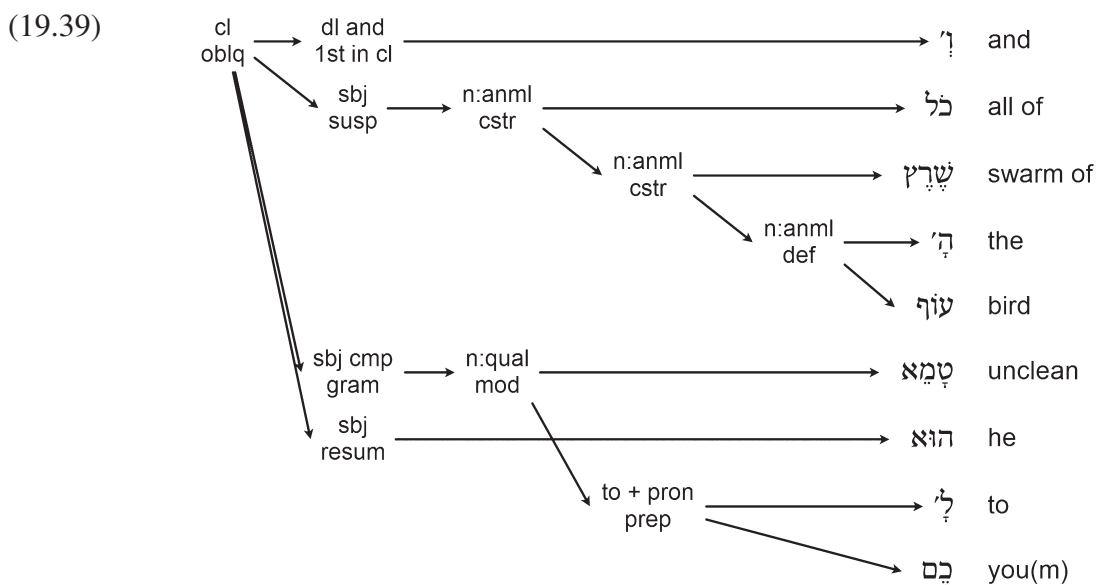 (19.39)
cl
oblq
dl and
1st in cl
וְ׳ and
sbj
susp
n:anml
cstr
כֹּל all of
n:anml
cstr
שֶׁרֶץ swarm of
n:anml
def
הָ׳ the
עוֹף bird
sbj cmp
gram
n:qual
mod
טָמֵא unclean
sbj
resum
הוּא he
to + pron
prep
לָ׳ to
כֶם you(m)